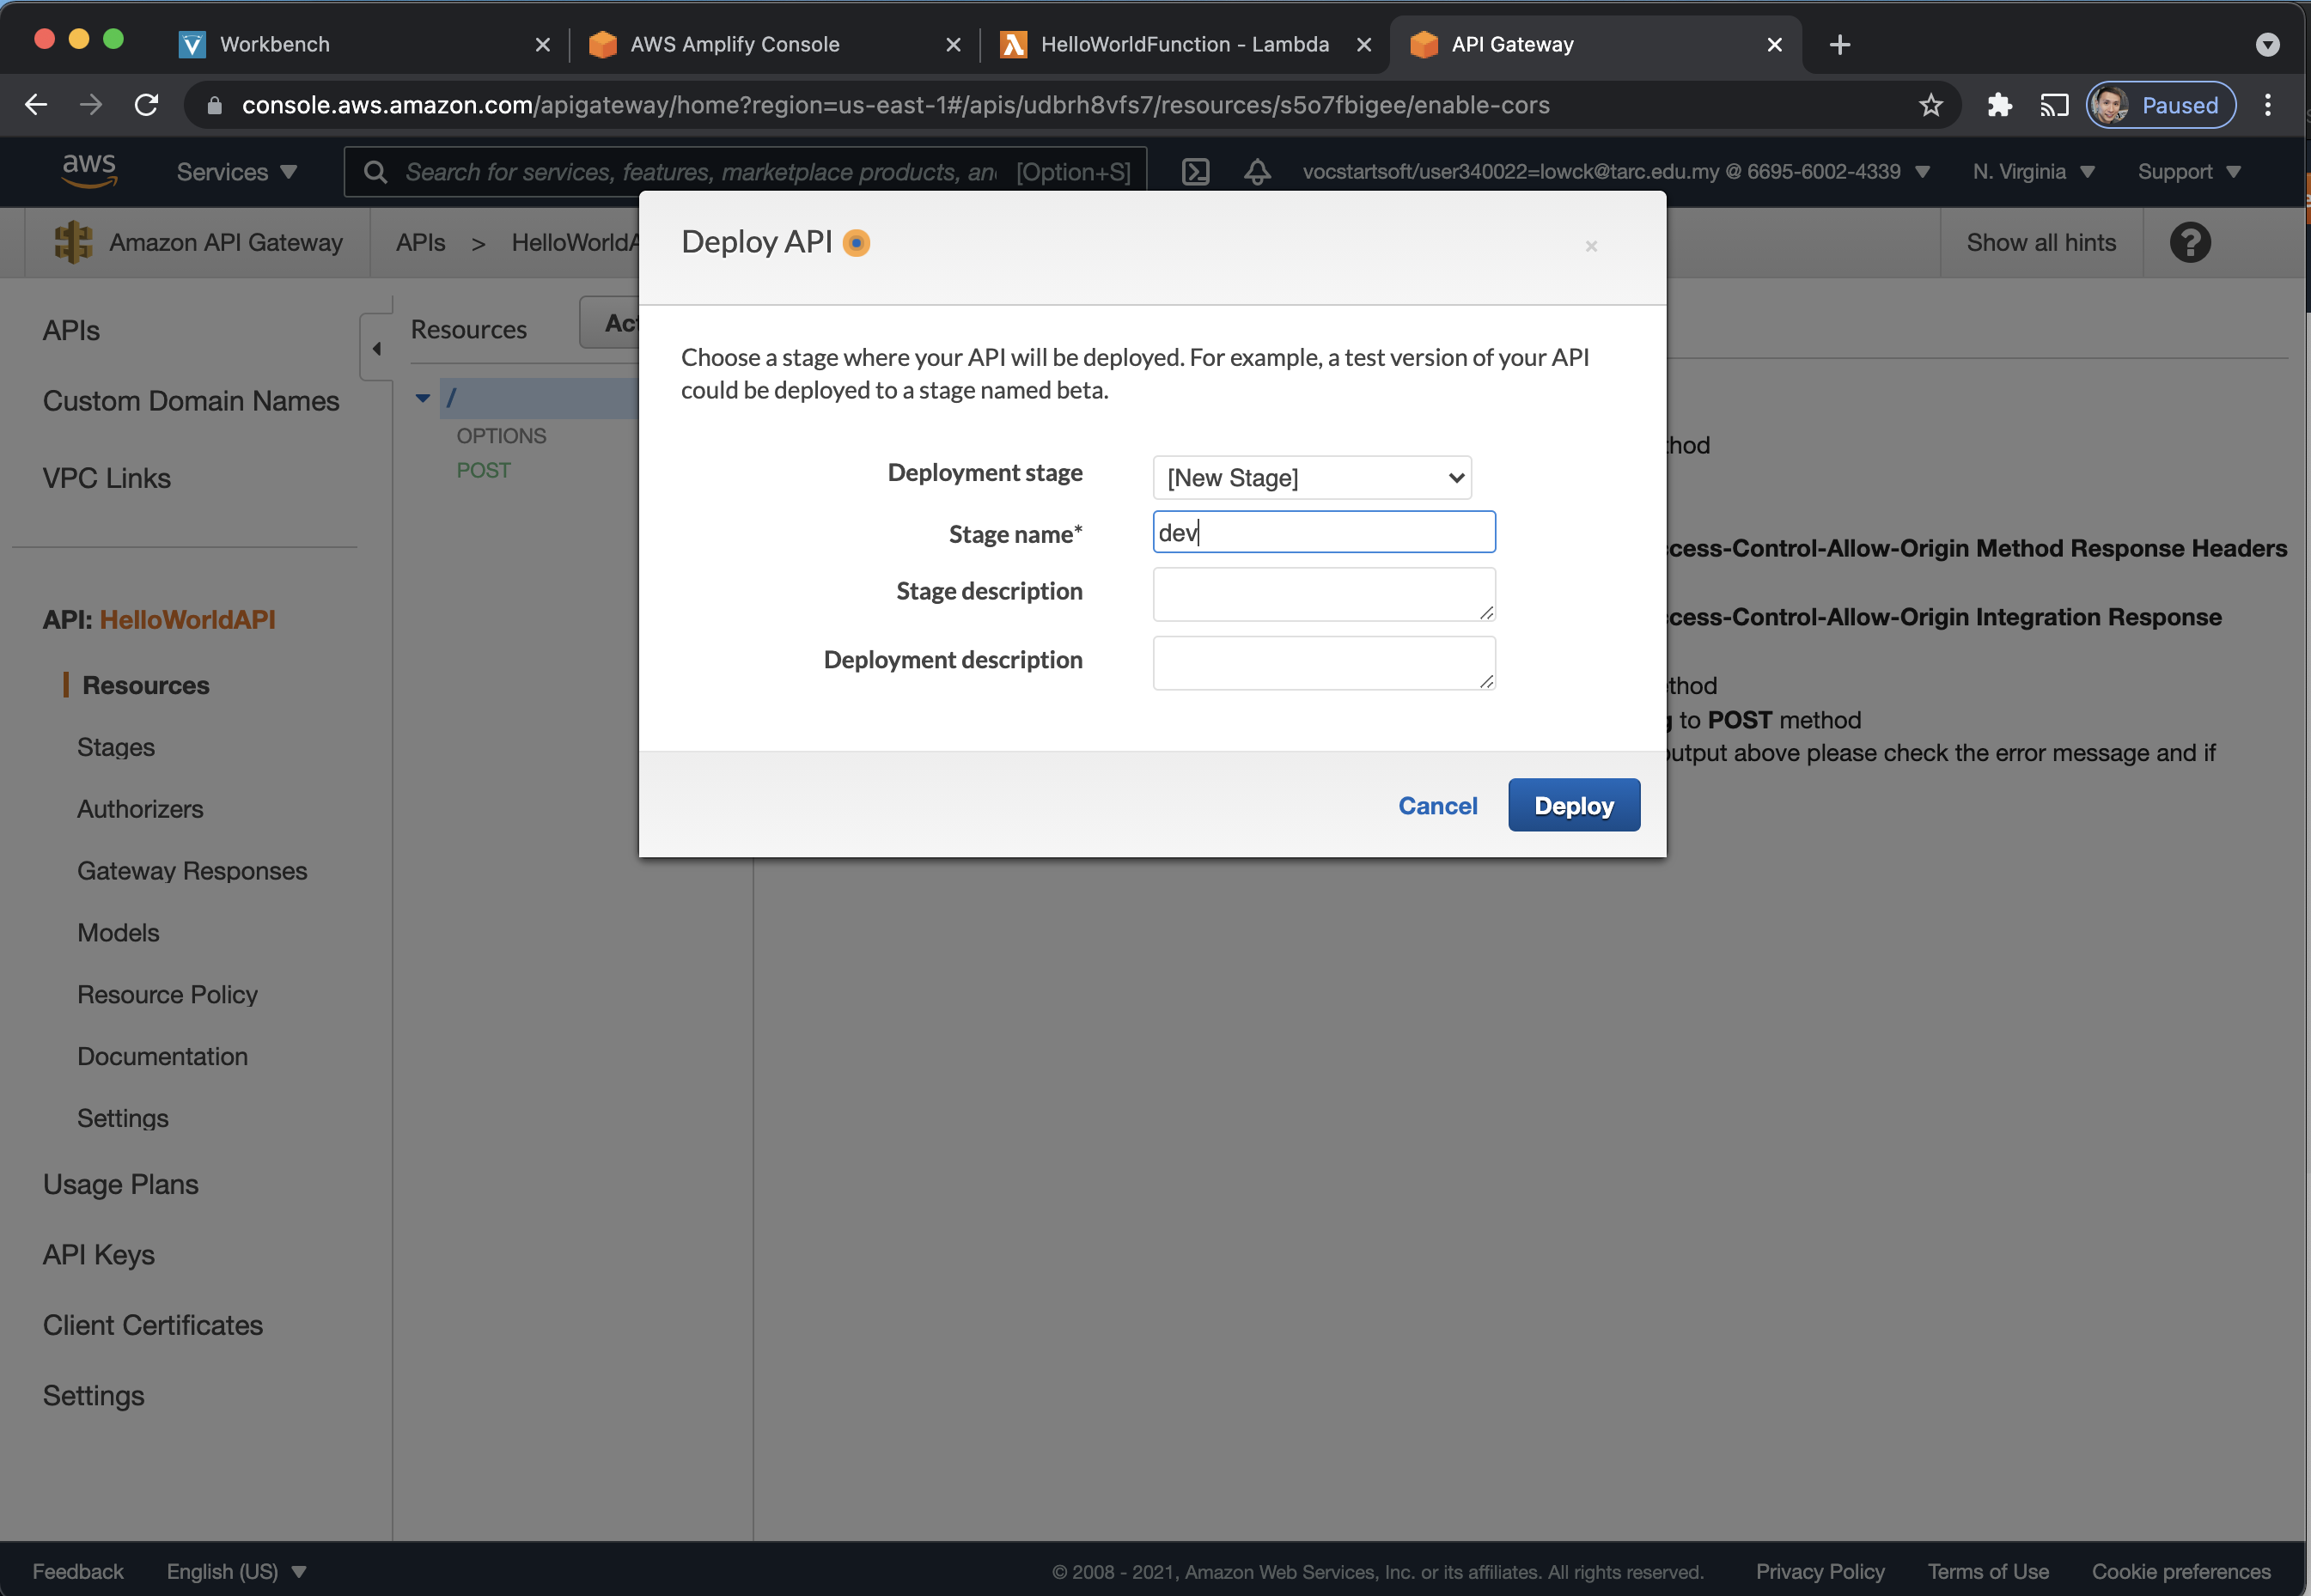 Workbench
AWS Amplify Console
HelloWorldFunction - Lambda
API Gateway
console.aws.amazon.com/apigateway/home?region=us-east-1#/apis/udbrh8vfs7/resources/s5o7fbigee/enable-cors
Paused
aws
Services
Search for services, features, marketplace products, an
[Option+S]
vocstartsoft/user340022=lowck@tarc.edu.my @ 6695-6002-4339
N. Virginia
Support
Amazon API Gateway
APIs > HelloWorldA
Show all hints
?
Deploy API
Choose a stage where your API will be deployed. For example, a test version of your API
could be deployed to a stage named beta.
Deployment stage
[New Stage]
Stage name*
dev
Stage description
Deployment description
Cancel
Deploy
APIs
Custom Domain Names
VPC Links
API: HelloWorldAPI
Resources
Stages
Authorizers
Gateway Responses
Models
Resource Policy
Documentation
Settings
Usage Plans
API Keys
Client Certificates
Settings
Resources
Act
/
OPTIONS
POST
thod
cess-Control-Allow-Origin Method Response Headers
cess-Control-Allow-Origin Integration Response
thod
to POST method
utput above please check the error message and if
Feedback
English (US)
© 2008 - 2021, Amazon Web Services, Inc. or its affiliates. All rights reserved.
Privacy Policy
Terms of Use
Cookie preferences